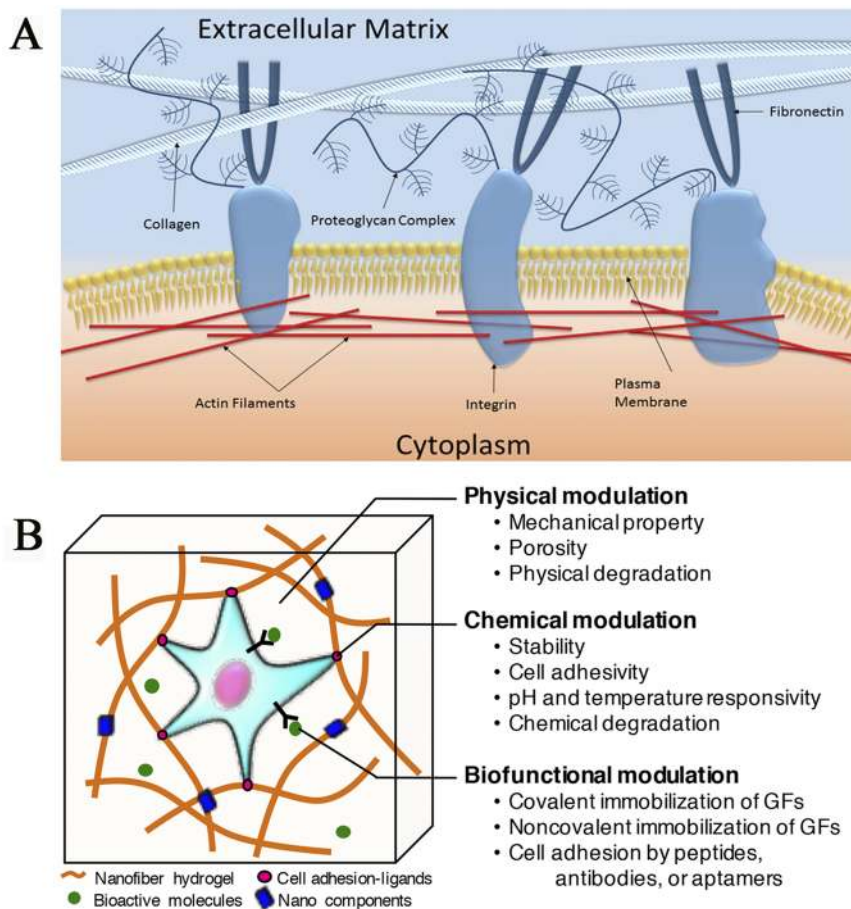 A
Extracellular Matrix
Fibronectin
Collagen
Proteoglycan Complex
Actin Filaments
Integrin
Plasma
Membrane
Cytoplasm
B
Physical modulation
• Mechanical property
• Porosity
• Physical degradation
Chemical modulation
• Stability
• Cell adhesivity
• pH and temperature responsivity
• Chemical degradation
Biofunctional modulation
• Covalent immobilization of GFs
• Noncovalent immobilization of GFs
• Cell adhesion by peptides,
antibodies, or aptamers
Nanofiber hydrogel
Cell adhesion-ligands
Bioactive molecules
Nano components